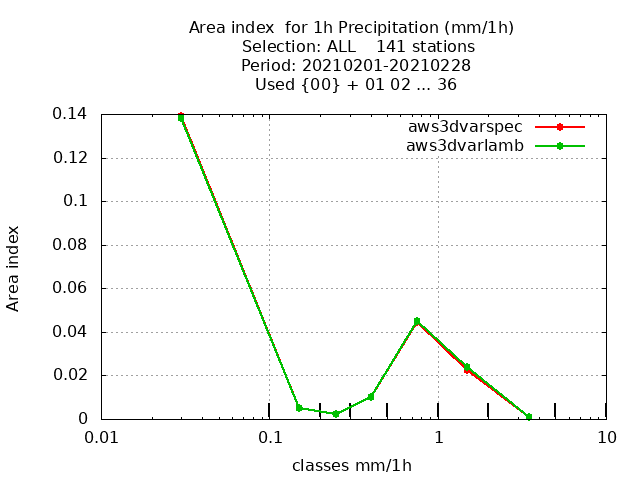 Area index  for 1h Precipitation (mm/1h)
Selection: ALL    141 stations
Period: 20210201-20210228
Used {00} + 01 02 ... 36
aws3dvarspec
aws3dvarlamb
Area index
0.14
0.12
0.1
0.08
0.06
0.04
0.02
0
0.01 0.1 1 10
classes mm/1h